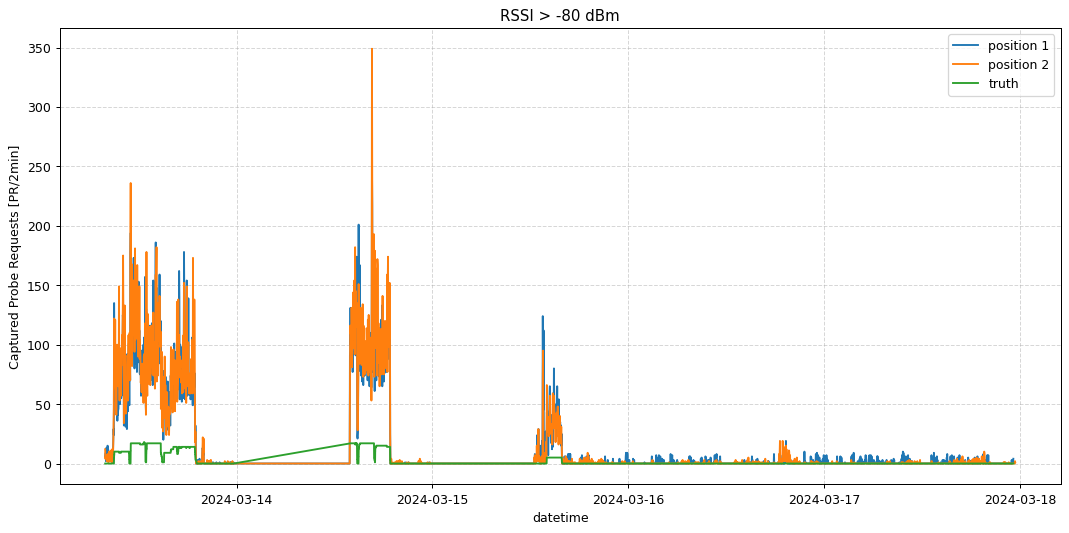 RSSI > -80 dBm
Captured Probe Requests [PR/2min]
350
300
250
200
150
100
50
0
position 1
position 2
truth
2024-03-14
2024-03-15
2024-03-16
2024-03-17
2024-03-18
datetime